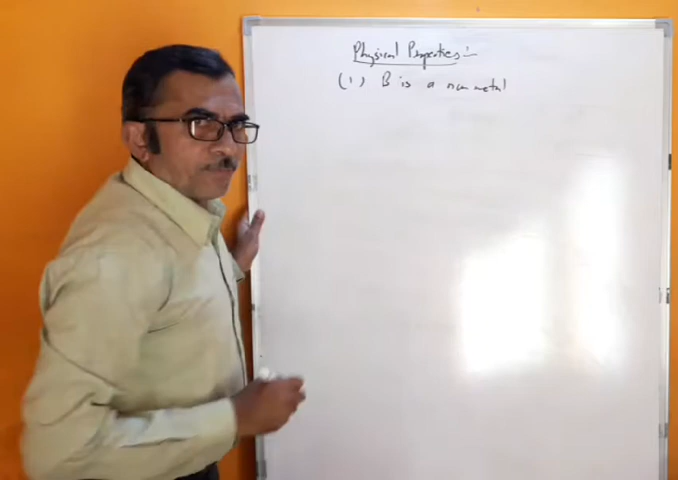 Physical Properties :-
(1) B is a non metal